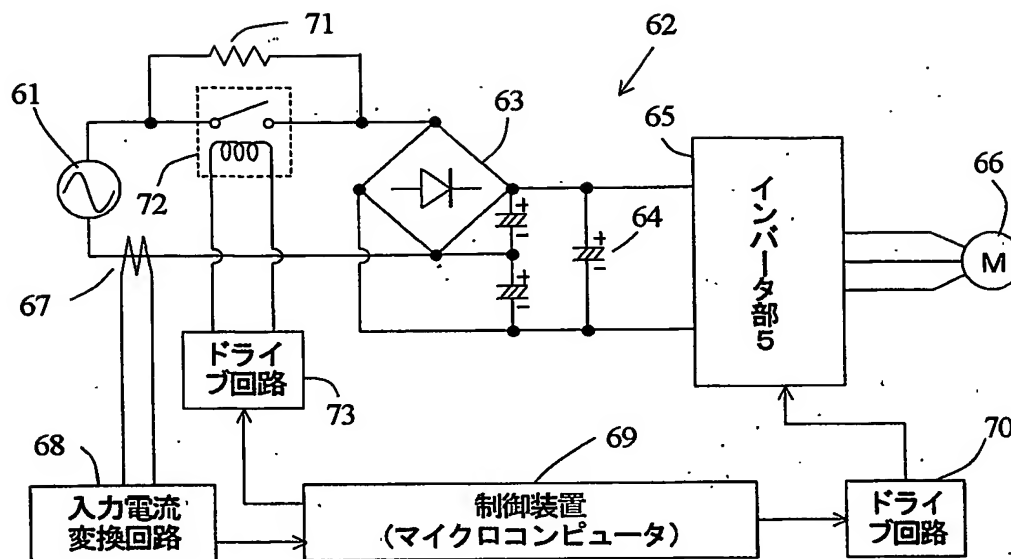 71
62
61
63
65
72
66
インバータ部5
64
M
67
ドライ
ブ回路
73
69
70
68
入力電流
変換回路
制御装置
(マイクロコンピュータ)
ドライ
ブ回路
+
-
+
-
+
-